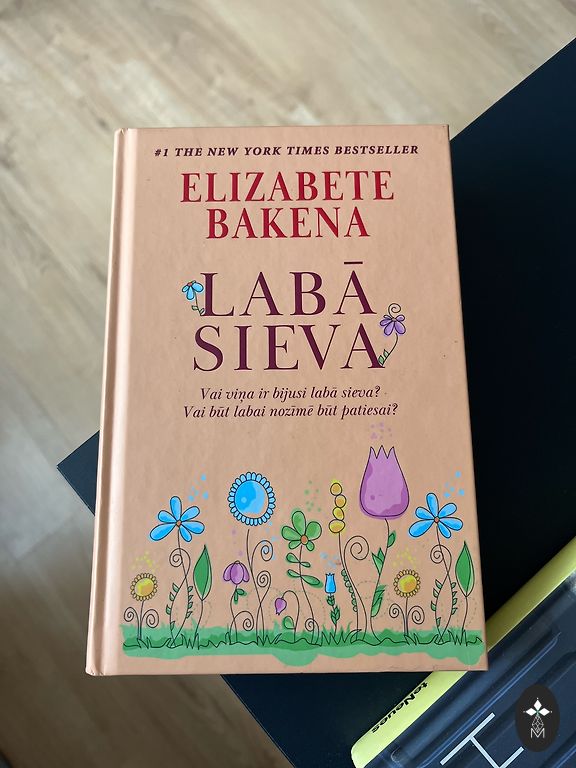 #1 THE NEW YORK TIMES BESTSELLER
ELIZABETE
BAKENA
LABĀ
SIEVA
Vai viņa ir bijusi labā sieva?
Vai būt labai nozīmē būt patiesai?
teNeues